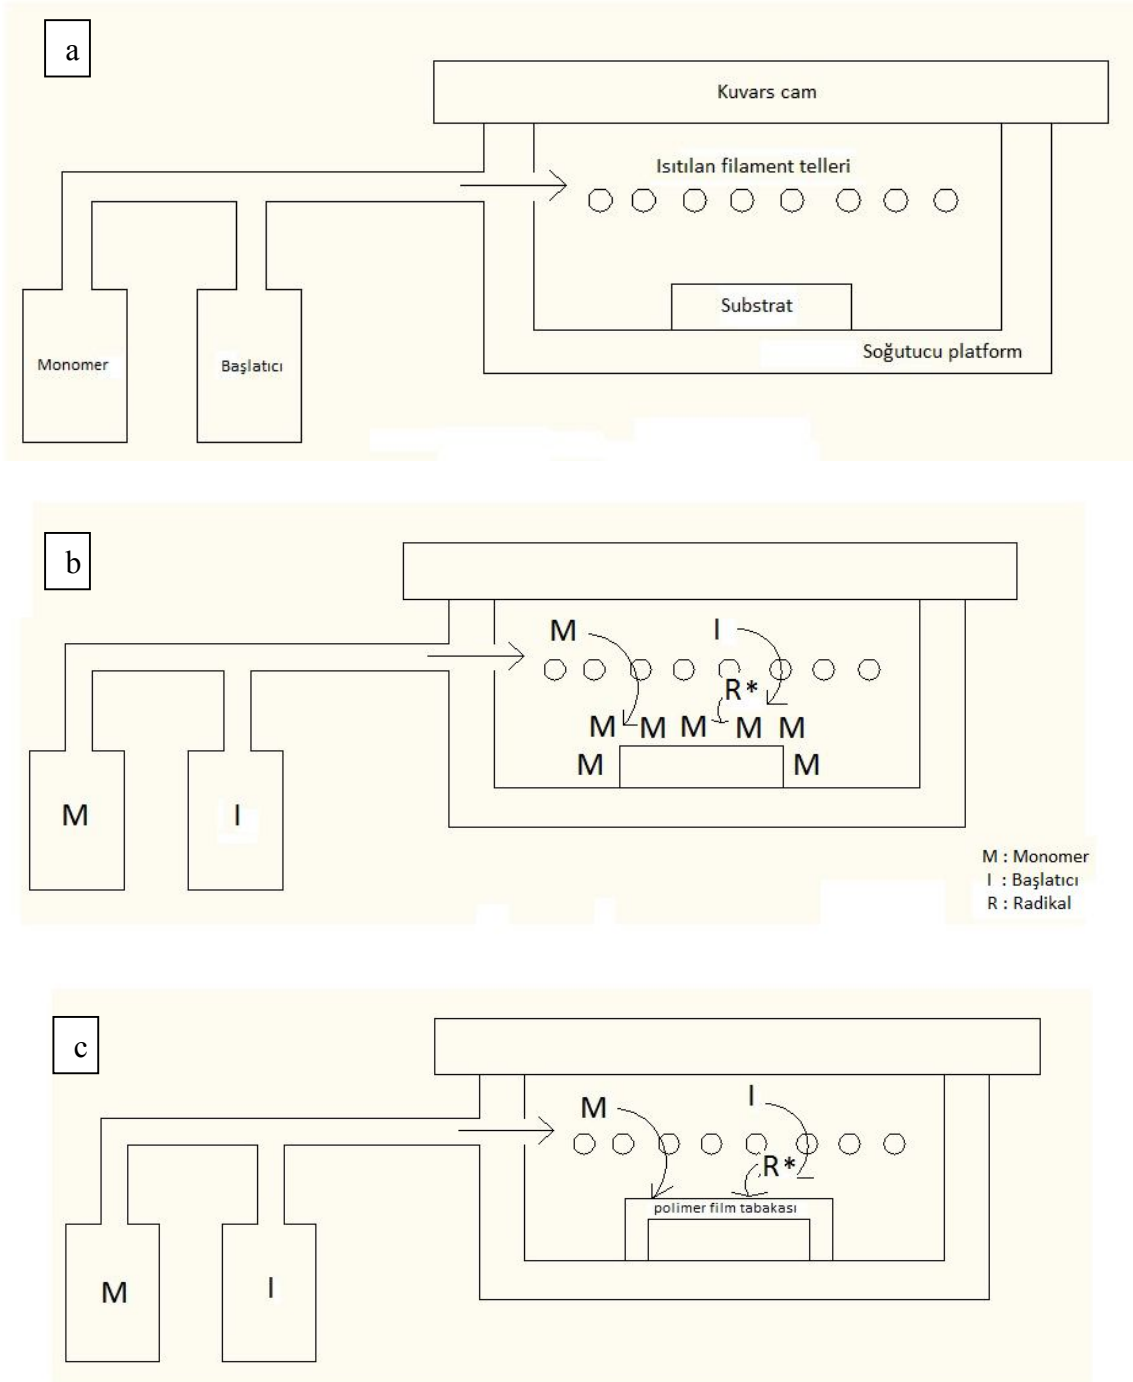 a
Kuvars cam
Isıtılan filament telleri
Substrat
Soğutucu platform
Monomer
Başlatıcı
b
M I
R*
M M M M M
M M
M I
M : Monomer
I : Başlatıcı
R : Radikal
c
M I
R*
polimer film tabakası
M I